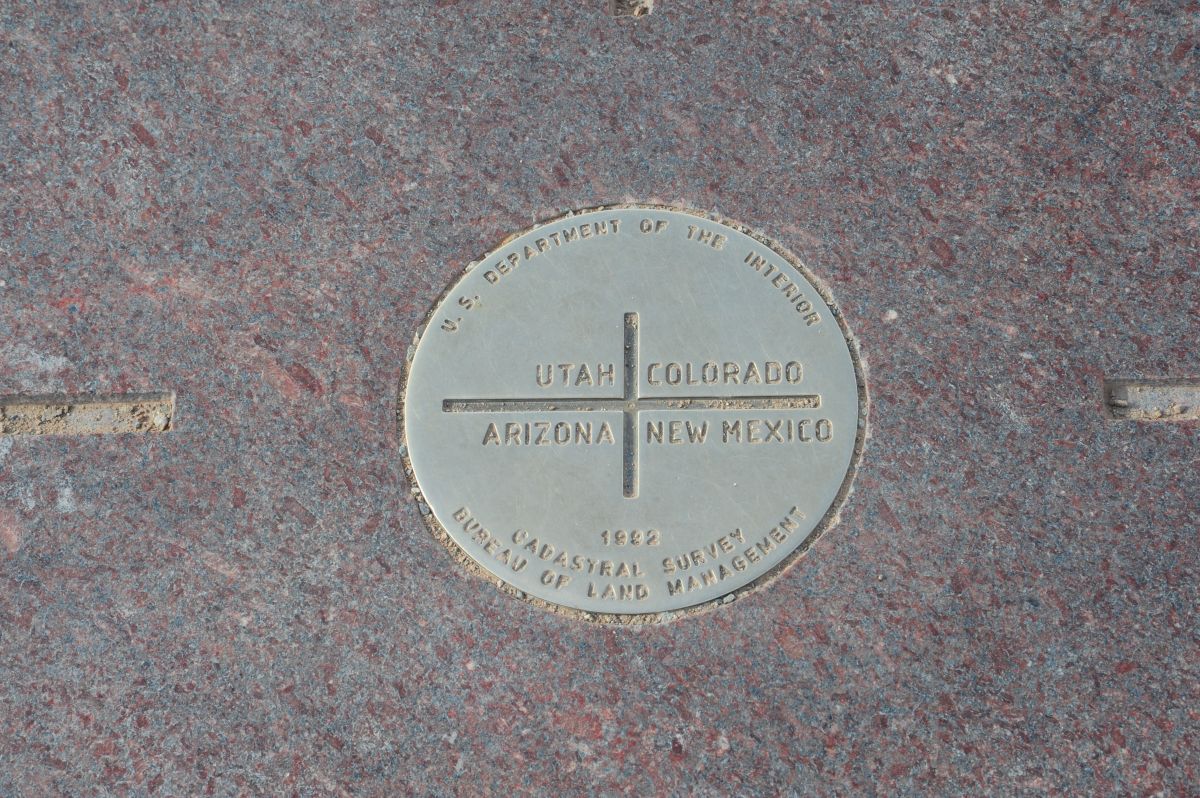 U. S. DEPARTMENT OF THE INTERIOR
UTAH COLORADO
ARIZONA NEW MEXICO
1992
CADASTRAL SURVEY
BUREAU OF LAND MANAGEMENT